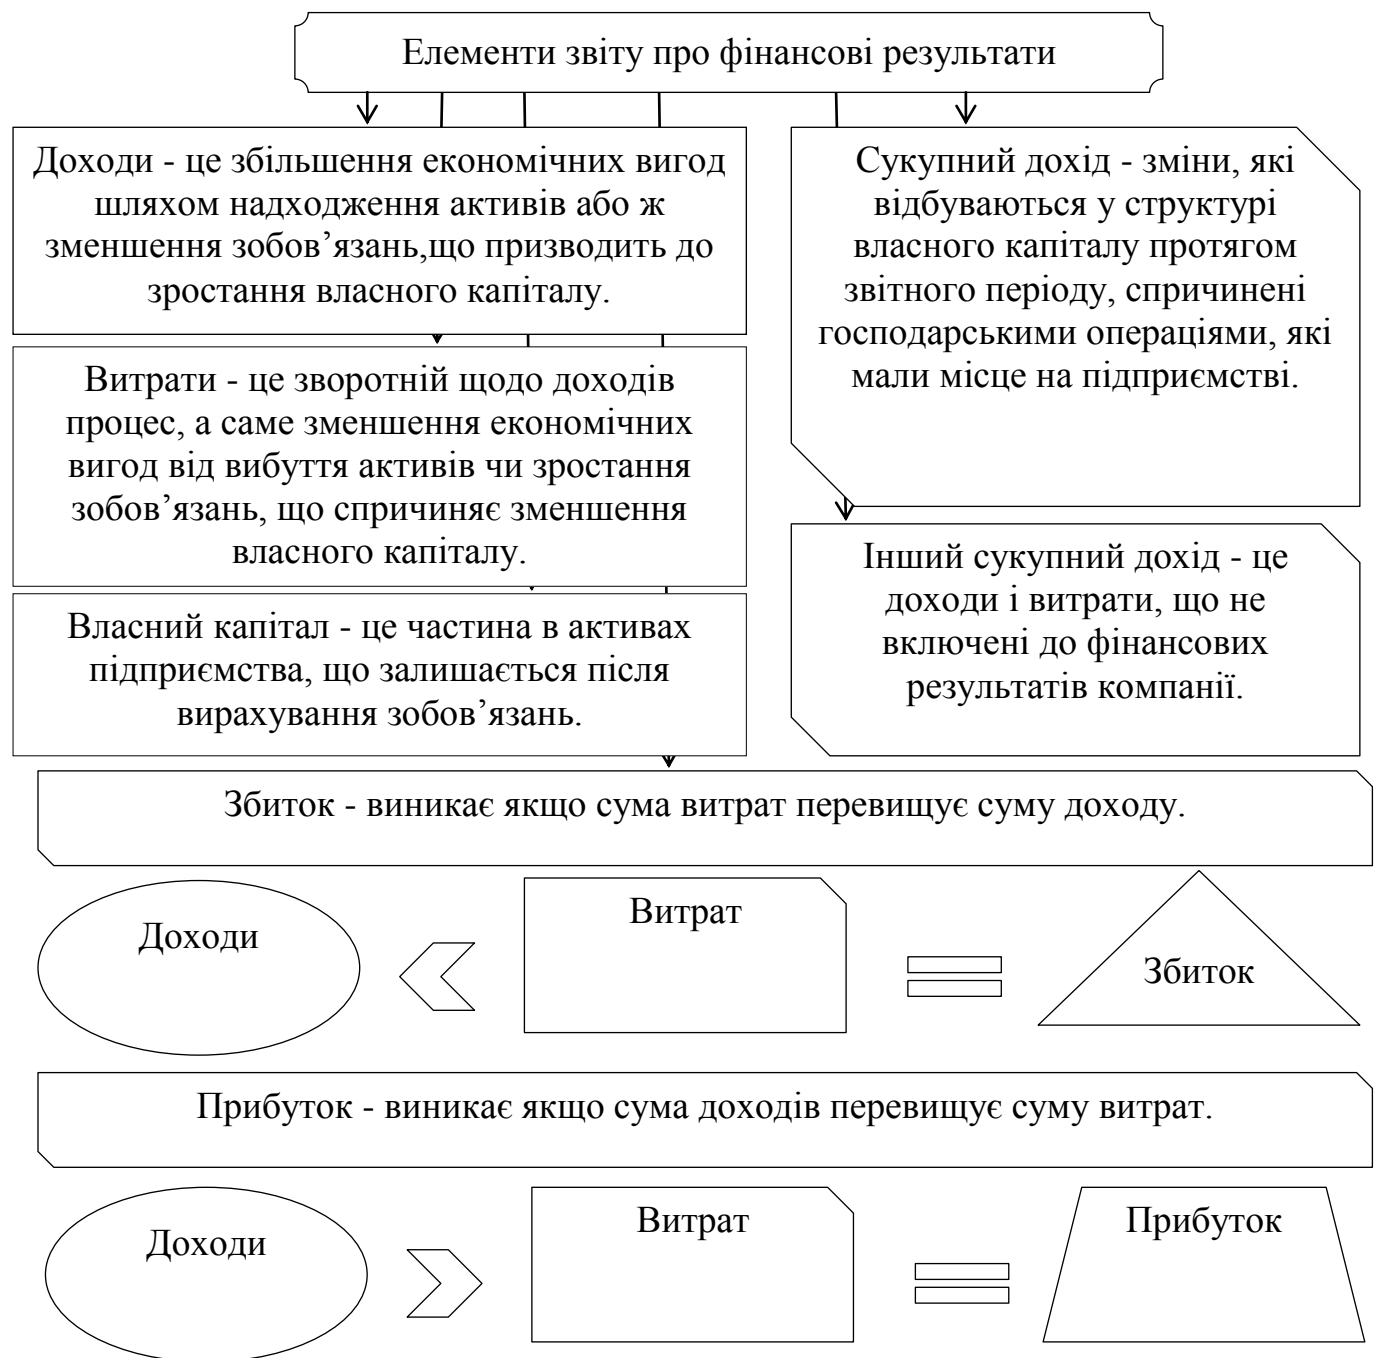 Елементи звіту про фінансові результати
Доходи - це збільшення економічних вигод
шляхом надходження активів або ж
зменшення зобов’язань,що призводить до
зростання власного капіталу.
Витрати - це зворотній щодо доходів
процес, а саме зменшення економічних
вигод від вибуття активів чи зростання
зобов’язань, що спричиняє зменшення
власного капіталу.
Власний капітал - це частина в активах
підприємства, що залишається після
вирахування зобов’язань.
Сукупний дохід - зміни, які
відбуваються у структурі
власного капіталу протягом
звітного періоду, спричинені
господарськими операціями, які
мали місце на підприємстві.
Інший сукупний дохід - це
доходи і витрати, що не
включені до фінансових
результатів компанії.
Збиток - виникає якщо сума витрат перевищує суму доходу.
Доходи
Витрат
Збиток
Прибуток - виникає якщо сума доходів перевищує суму витрат.
Доходи
Витрат
Прибуток